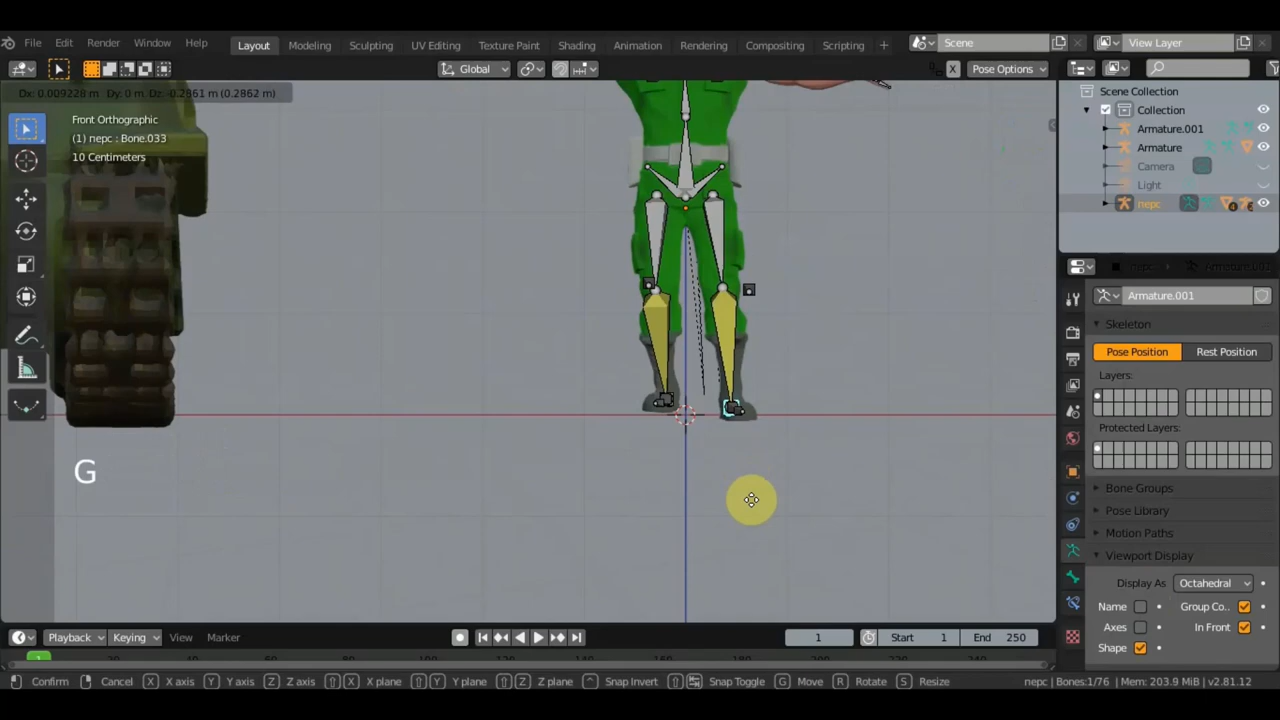 File Edit Render Window Help Layout Modeling Sculpting UV Editing Texture Paint Shading Animation Rendering Compositing Scripting + Scene View Layer
Global X Pose Options
Dx: 0.009228 m Dy: 0 m Dz: -0.2861 m (0.2862 m)
Front Orthographic
(1) nepc : Bone.033
10 Centimeters
Scene Collection
Collection
Armature.001
Armature
Camera
Light
nepc
Armature.001
Skeleton
Pose Position Rest Position
Layers:
Protected Layers:
Bone Groups
Pose Library
Motion Paths
Viewport Display
Display As Octahedral
Name Group Co..
Axes In Front
Shape
G
Playback Keying View Marker 1 Start 1 End 250
1
Confirm Cancel X X axis Y Y axis Z Z axis X X plane Y Y plane Z Z plane ^ Snap Invert Snap Toggle G Move R Rotate S Resize nepc | Bones:1/76 | Mem: 203.9 MiB | v2.81.12